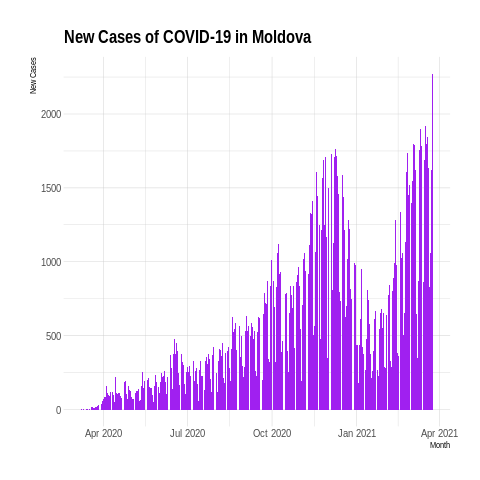 New Cases of COVID-19 in Moldova
New Cases
2000
1500
1000
500
0
Apr 2020 Jul 2020 Oct 2020 Jan 2021 Apr 2021
Month